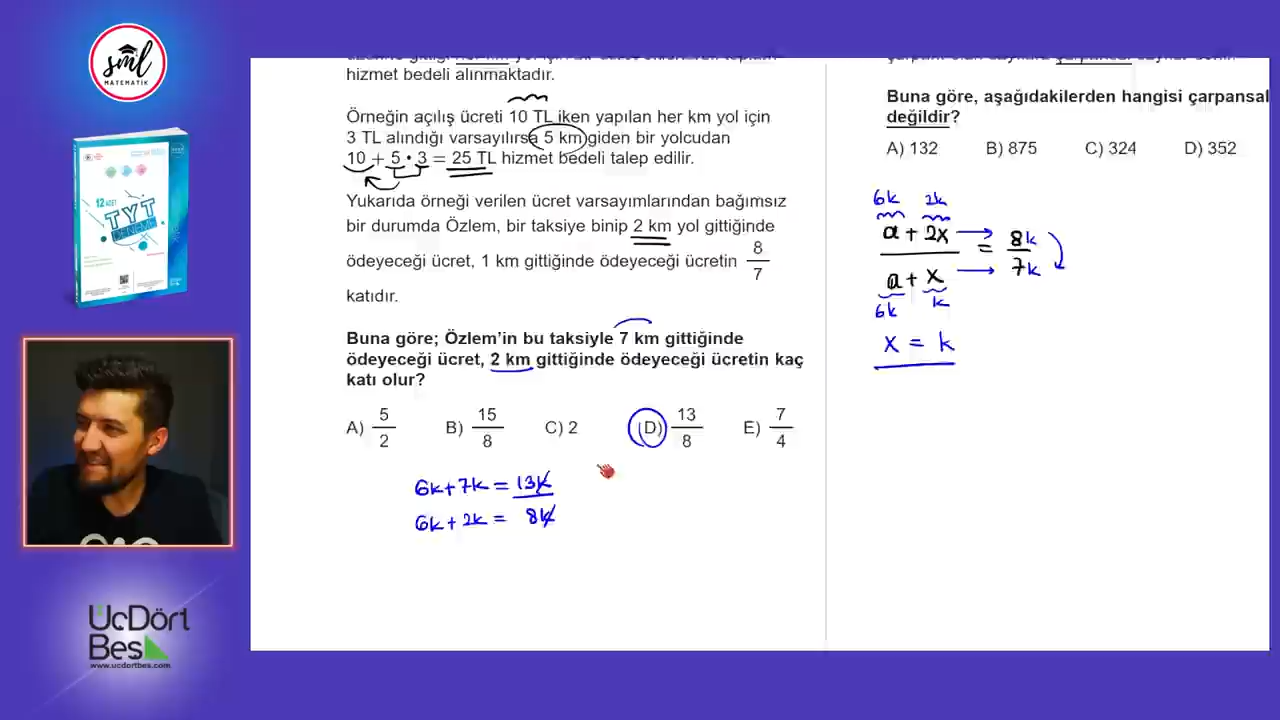 sml
MATEMATİK
12 ADET
TYT
DENEME
ÜcDört
Bes
www.ucdortbes.com
hizmet bedeli alınmaktadır.
Örneğin açılış ücreti 10 TL iken yapılan her km yol için
3 TL alındığı varsayılırsa 5 km giden bir yolcudan
10 + 5 • 3 = 25 TL hizmet bedeli talep edilir.
Yukarıda örneği verilen ücret varsayımlarından bağımsız
bir durumda Özlem, bir taksiye binip 2 km yol gittiğinde
ödeyeceği ücret, 1 km gittiğinde ödeyeceği ücretin 8/7
katıdır.
Buna göre; Özlem'in bu taksiyle 7 km gittiğinde
ödeyeceği ücret, 2 km gittiğinde ödeyeceği ücretin kaç
katı olur?
A) 5/2 B) 15/8 C) 2 D) 13/8 E) 7/4
6k+7k = 13k
6k+2k = 8k
Buna göre, aşağıdakilerden hangisi çarpansal
değildir?
A) 132 B) 875 C) 324 D) 352
6k 2k
a + 2x = 8k
a + x 7k
6k k
x = k